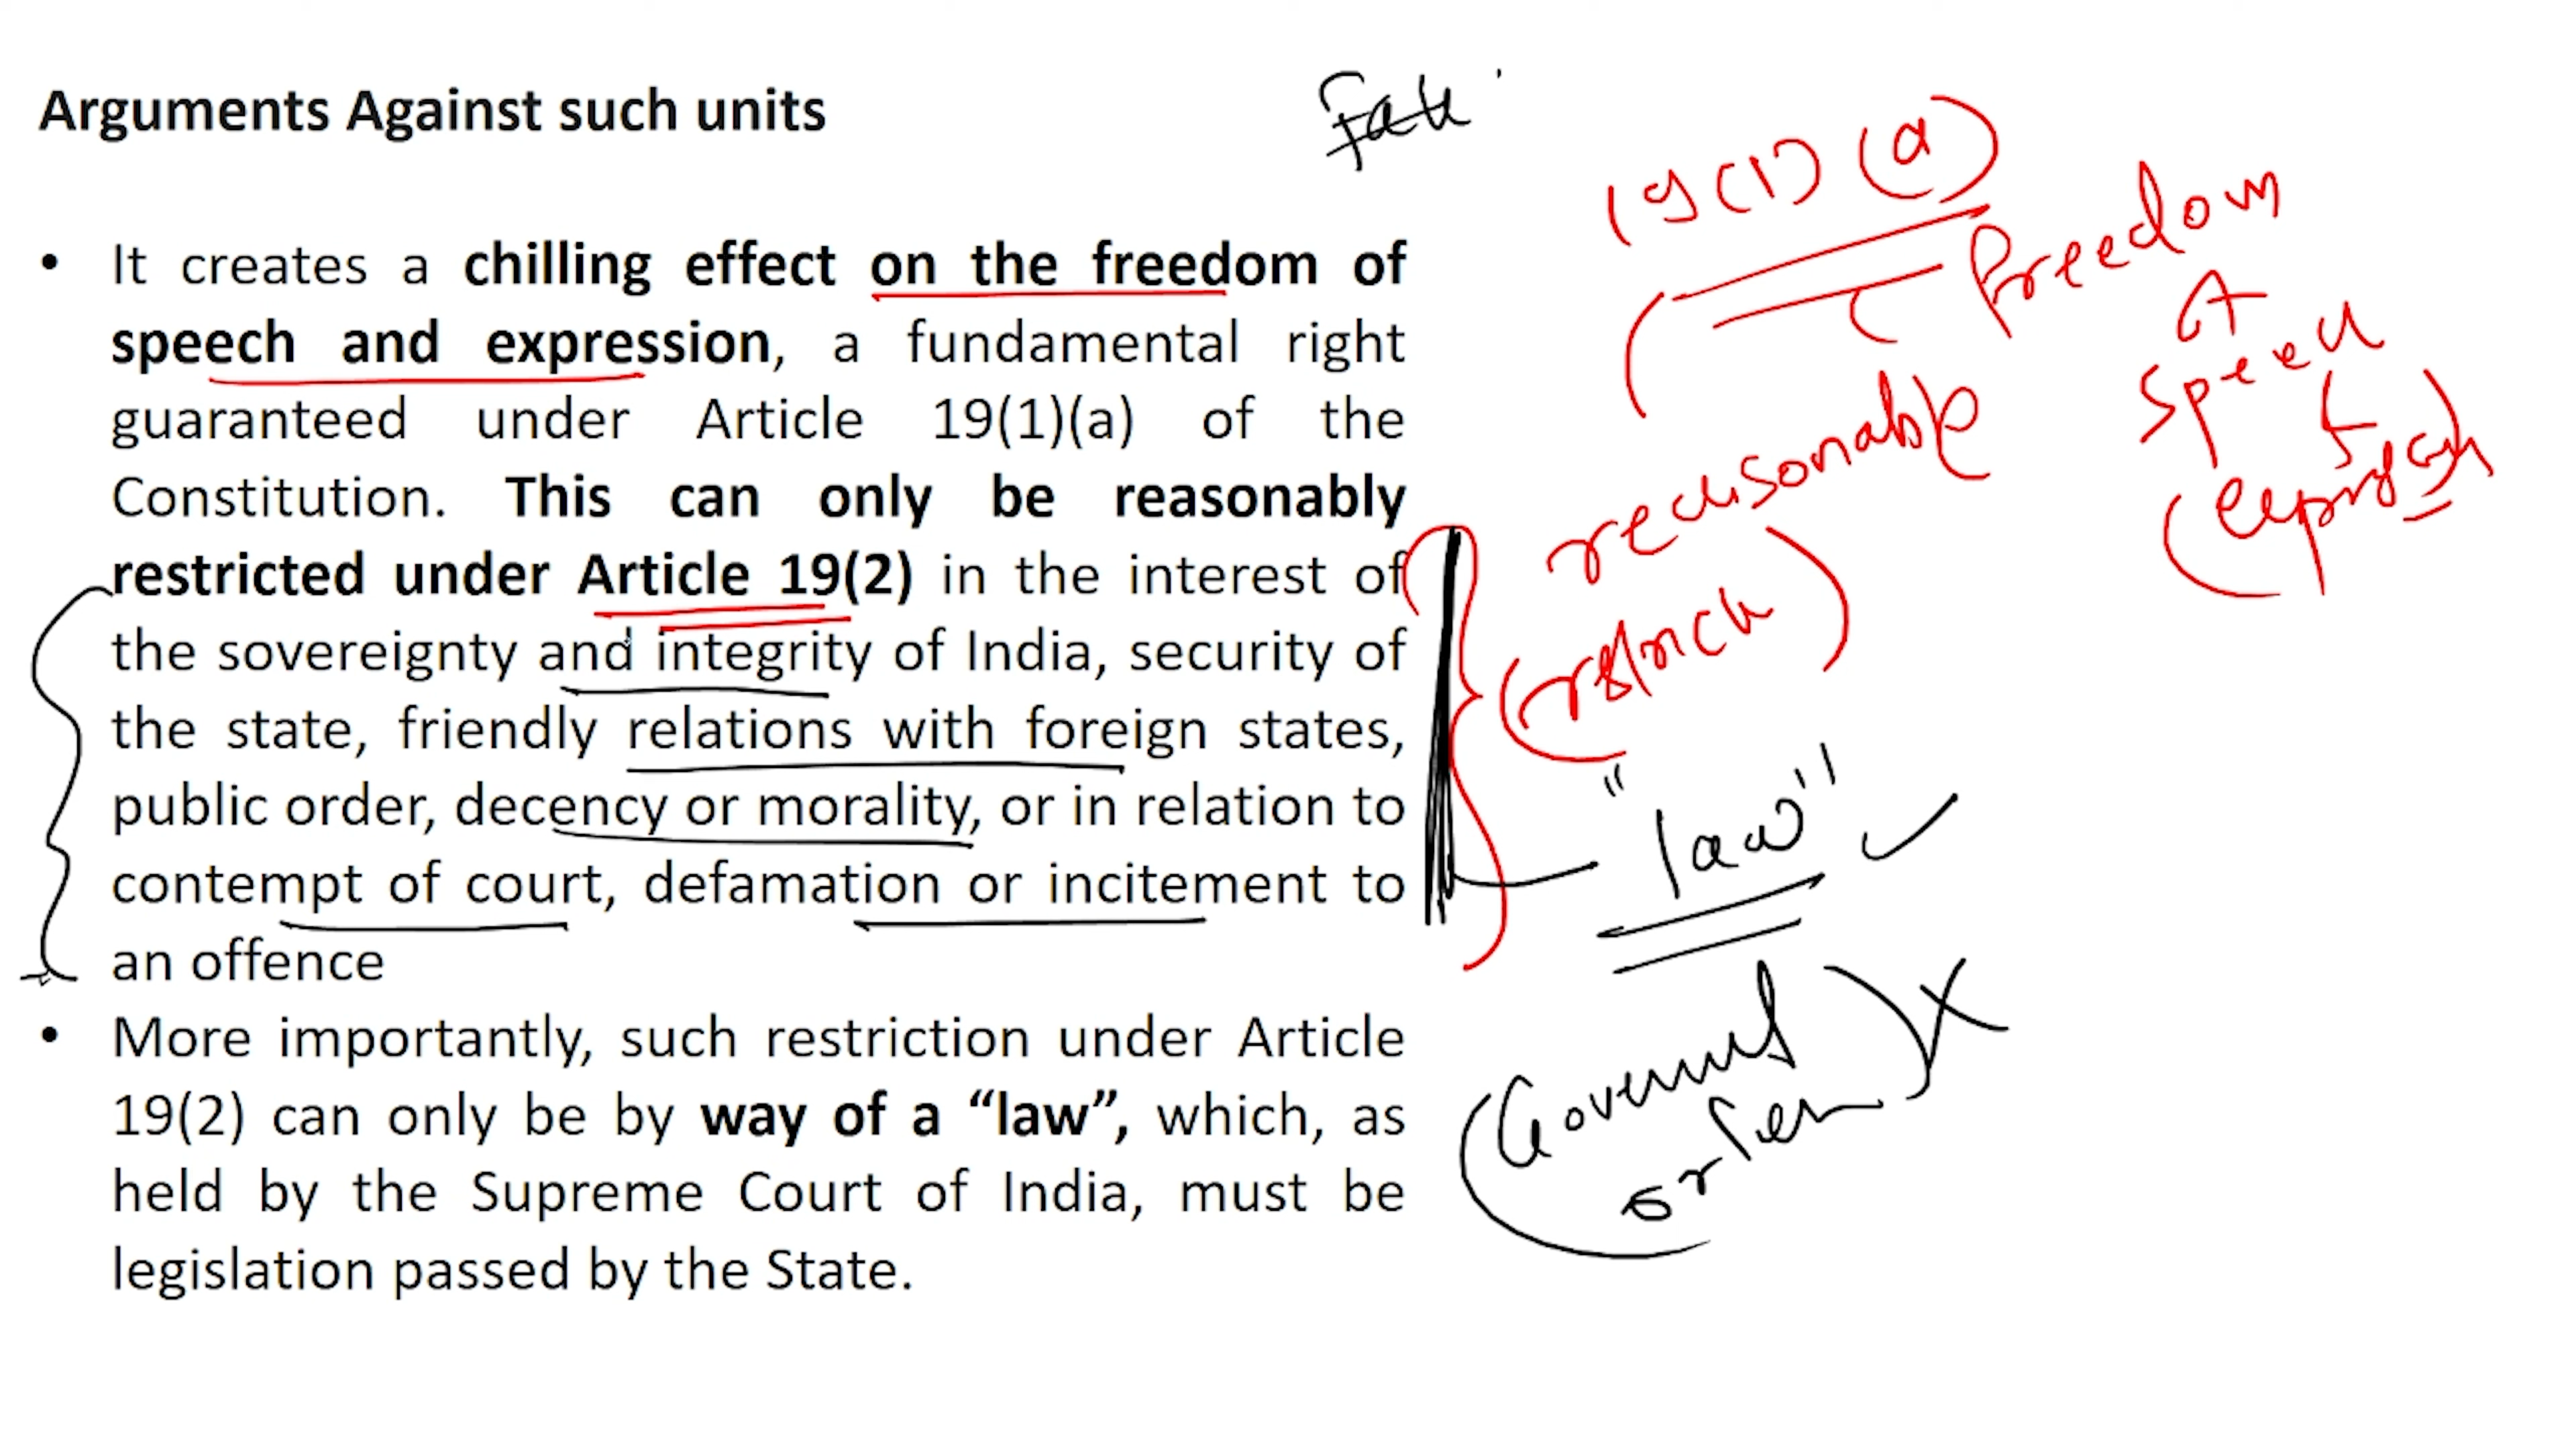 Arguments Against such units
• It creates a chilling effect on the freedom of
speech and expression, a fundamental right
guaranteed under Article 19(1)(a) of the
Constitution. This can only be reasonably
restricted under Article 19(2) in the interest of
the sovereignty and integrity of India, security of
the state, friendly relations with foreign states,
public order, decency or morality, or in relation to
contempt of court, defamation or incitement to
an offence
• More importantly, such restriction under Article
19(2) can only be by way of a “law”, which, as
held by the Supreme Court of India, must be
legislation passed by the State.
19(1)(a)
Freedom
reasonable
"law"